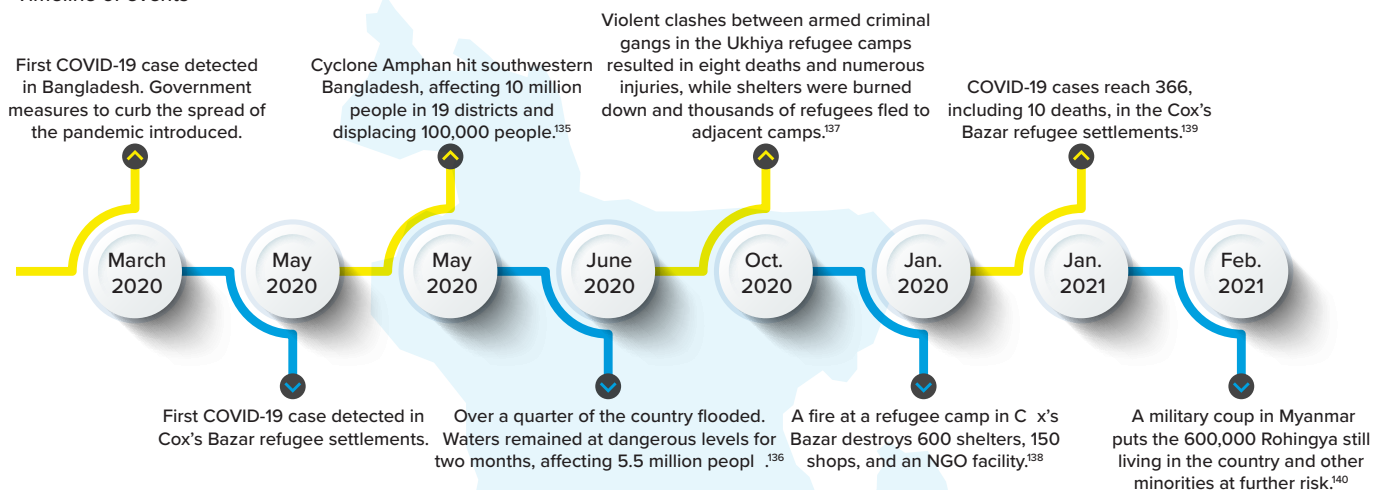 First COVID-19 case detected
in Bangladesh. Government
measures to curb the spread of
the pandemic introduced.
Cyclone Amphan hit southwestern
Bangladesh, affecting 10 million
people in 19 districts and
displacing 100,000 people.135
Violent clashes between armed criminal
gangs in the Ukhiya refugee camps
resulted in eight deaths and numerous
injuries, while shelters were burned
down and thousands of refugees fled to
adjacent camps.137
COVID-19 cases reach 366,
including 10 deaths, in the Cox's
Bazar refugee settlements.139
March
2020
May
2020
May
2020
June
2020
Oct.
2020
Jan.
2020
Jan.
2021
Feb.
2021
First COVID-19 case detected in
Cox's Bazar refugee settlements.
Over a quarter of the country flooded.
Waters remained at dangerous levels for
two months, affecting 5.5 million peopl .136
A fire at a refugee camp in C x's
Bazar destroys 600 shelters, 150
shops, and an NGO facility.138
A military coup in Myanmar
puts the 600,000 Rohingya still
living in the country and other
minorities at further risk.140